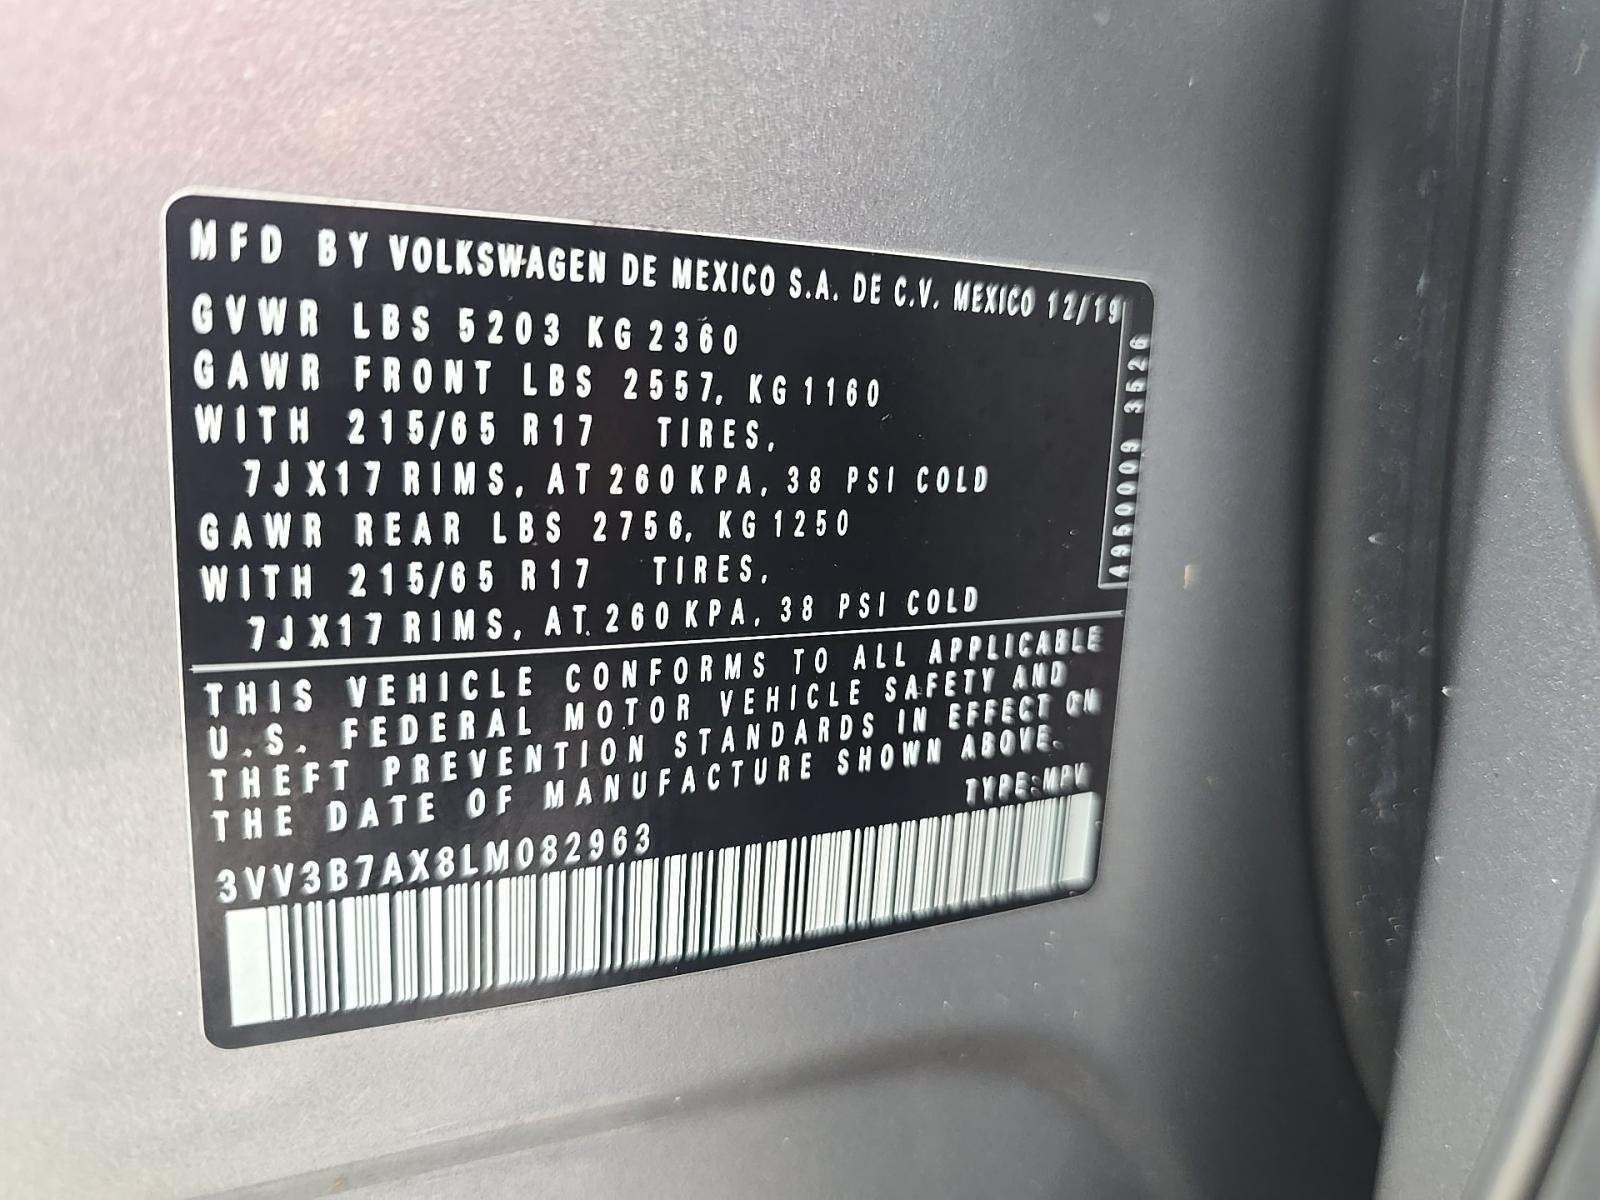 MFD BY VOLKSWAGEN DE MEXICO S.A. DE C.V. MEXICO 12/19
GVWR LBS 5203 KG 2360
GAWR FRONT LBS 2557, KG 1160
WITH 215/65 R17 TIRES,
7JX17 RIMS, AT 260 KPA, 38 PSI COLD
GAWR REAR LBS 2756, KG 1250
WITH 215/65 R17 TIRES,
7JX17 RIMS, AT. 260 KPA, 38 PSI COLD
4950009 3526
THIS VEHICLE CONFORMS TO ALL APPLICABLE
U.S. FEDERAL MOTOR VEHICLE SAFETY AND
THEFT PREVENTION STANDARDS IN EFFECT ON
THE DATE OF MANUFACTURE SHOWN ABOVE.
TYPE:MPV
3VV3B7AX8LM082963